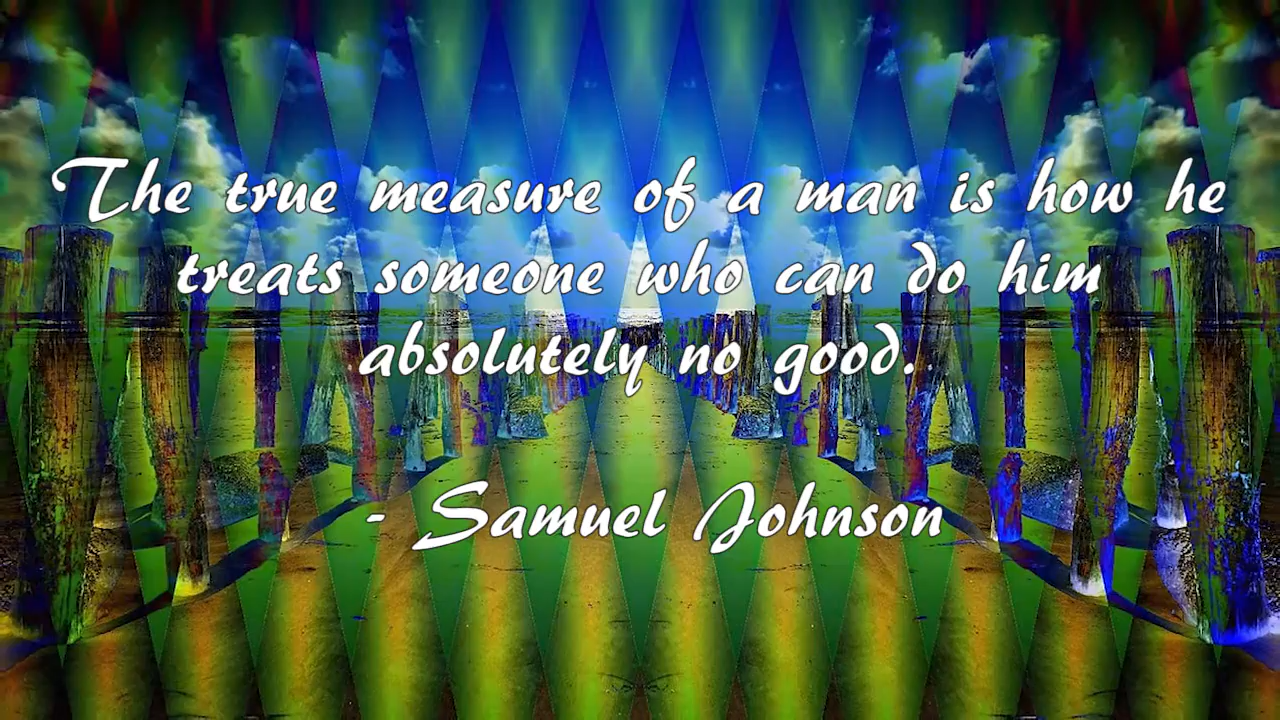 The true measure of a man is how he
treats someone who can do him
absolutely no good.
- Samuel Johnson